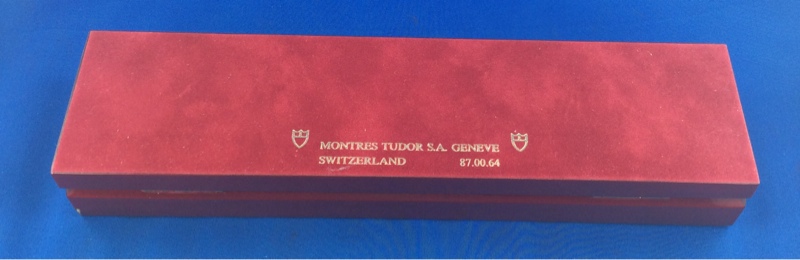 MONTRES TUDOR S.A. GENEVE
SWITZERLAND 87.00.64